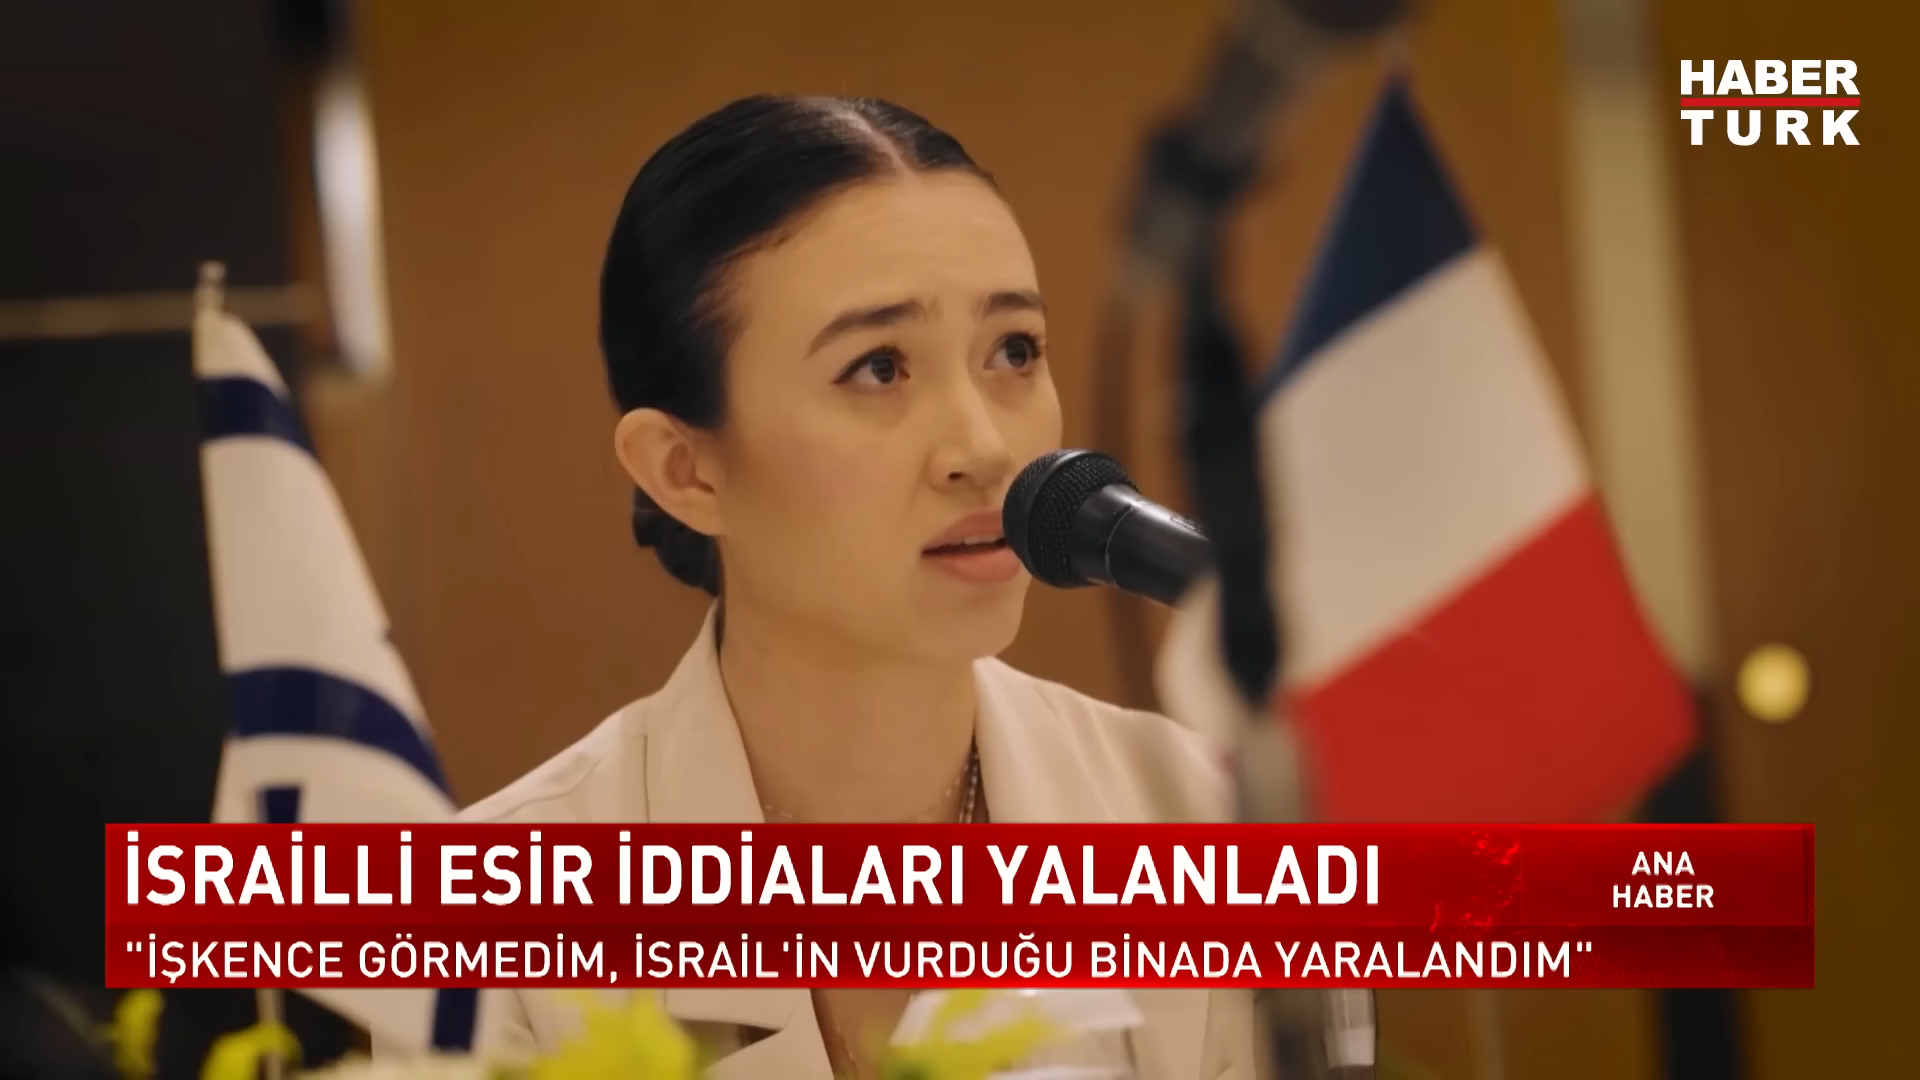 HABER
TURK
İSRAİLLİ ESİR İDDİALARI YALANLADI
ANA
HABER
"İŞKENCE GÖRMEDİM, İSRAİL'İN VURDUĞU BİNADA YARALANDIM"